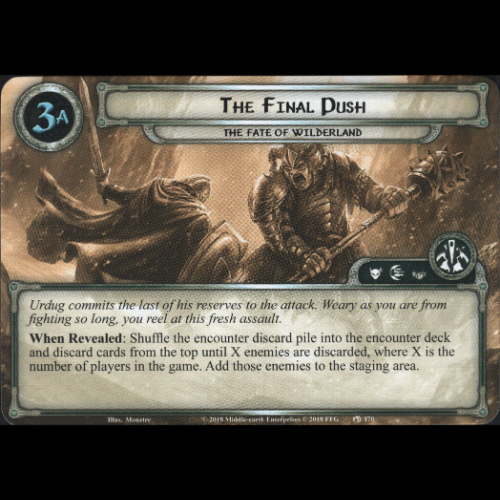 3A
THE FINAL PUSH
THE FATE OF WILDERLAND
Urdug commits the last of his reserves to the attack. Weary as you are from
fighting so long, you reel at this fresh assault.
When Revealed: Shuffle the encounter discard pile into the encounter deck
and discard cards from the top until X enemies are discarded, where X is the
number of players in the game. Add those enemies to the staging area.
Illus. Monztre
© 2018 Middle-earth Enterprises © 2018 FFG
370